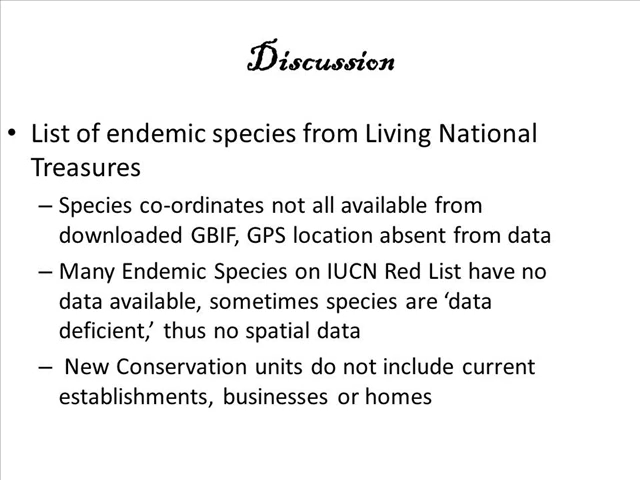 Discussion
• List of endemic species from Living National
Treasures
– Species co-ordinates not all available from
downloaded GBIF, GPS location absent from data
– Many Endemic Species on IUCN Red List have no
data available, sometimes species are ‘data
deficient,’ thus no spatial data
– New Conservation units do not include current
establishments, businesses or homes